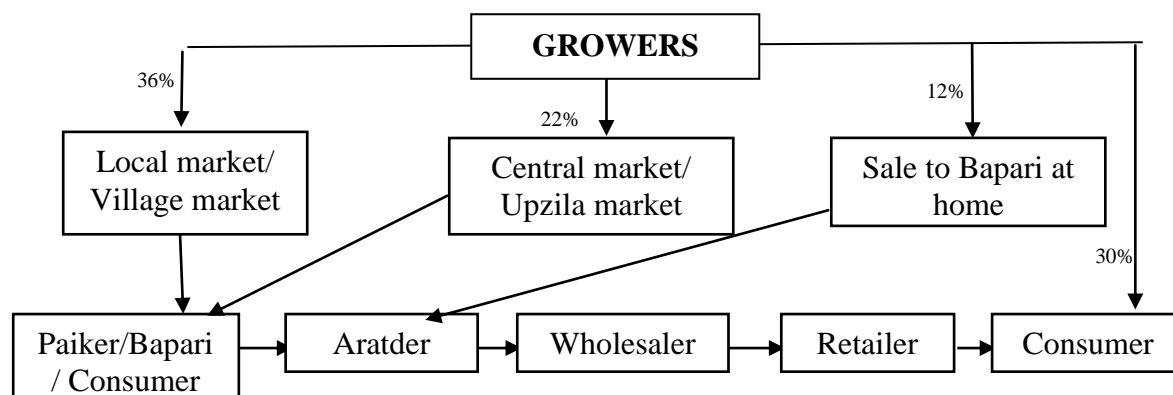 GROWERS
36%
22%
12%
Local market/
Village market
Central market/
Upzila market
Sale to Bapari at
home
30%
Paiker/Bapari
/ Consumer
Aratder
Wholesaler
Retailer
Consumer